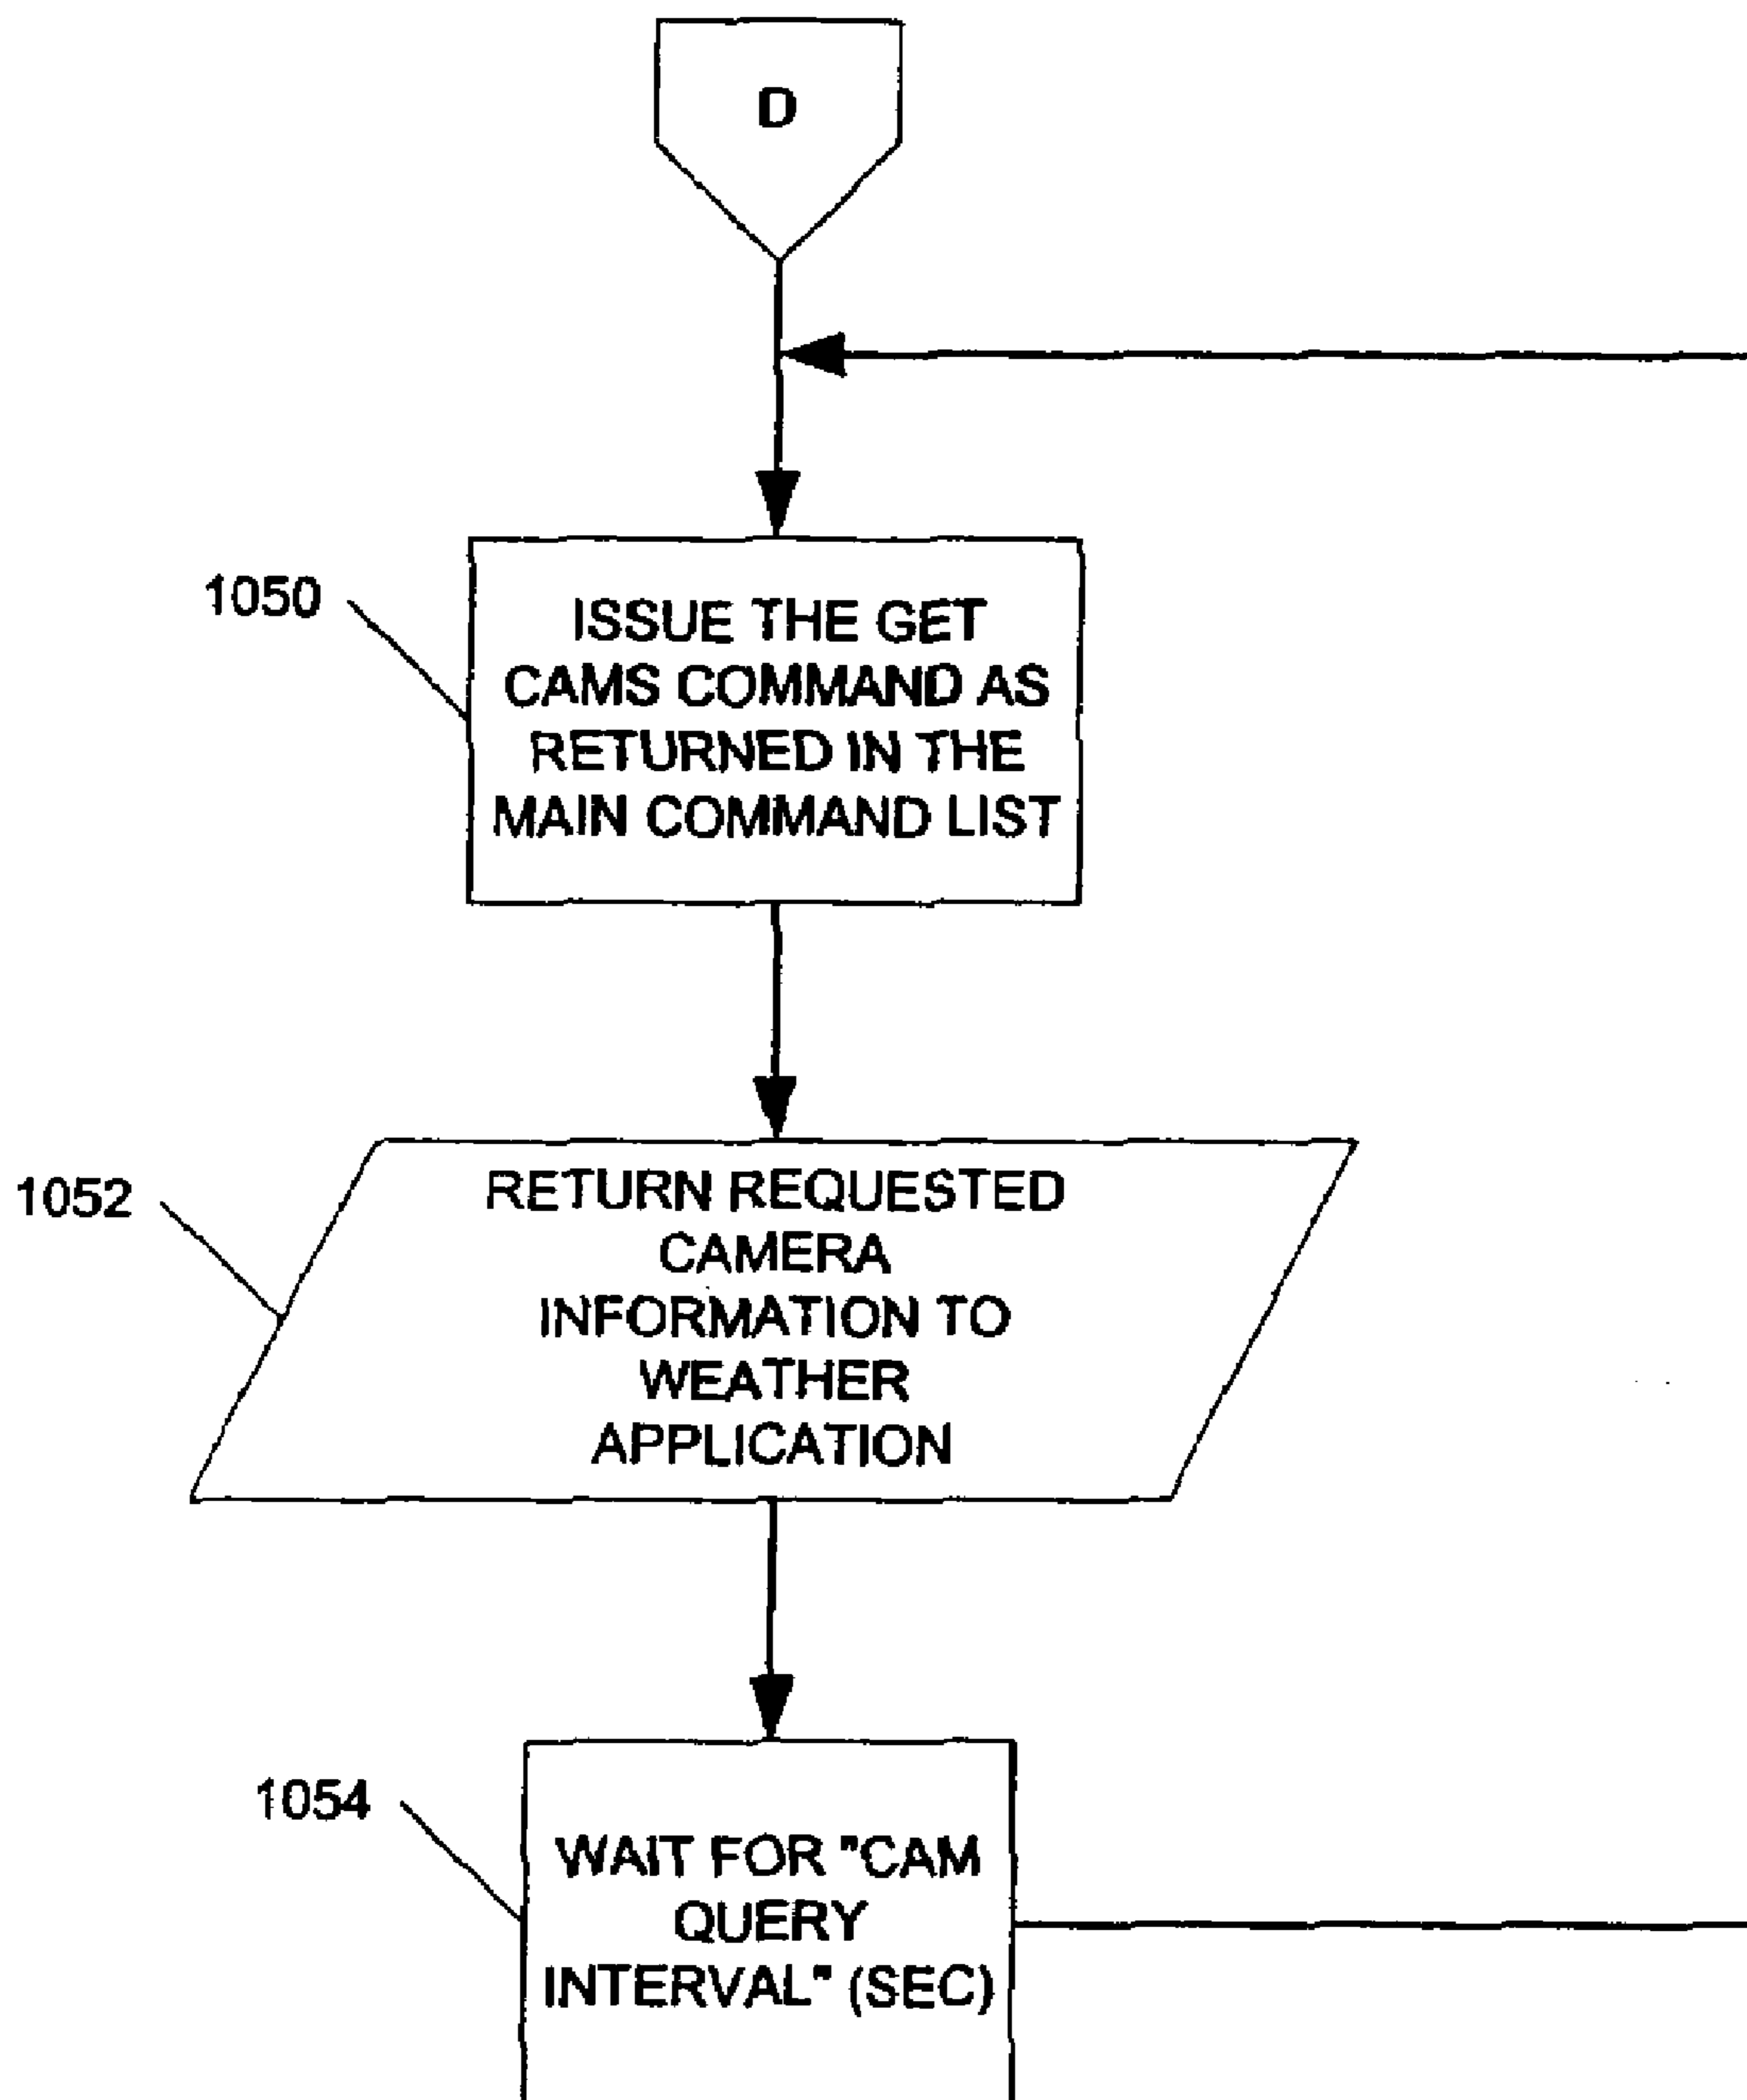 D
1050
ISSUE THE GET
CAMS COMMAND AS
RETURNED IN THE
MAIN COMMAND LIST
1052
RETURN REQUESTED
CAMERA
INFORMATION TO
WEATHER
APPLICATION
1054
WAIT FOR "CAM
QUERY
INTERVAL" (SEC)